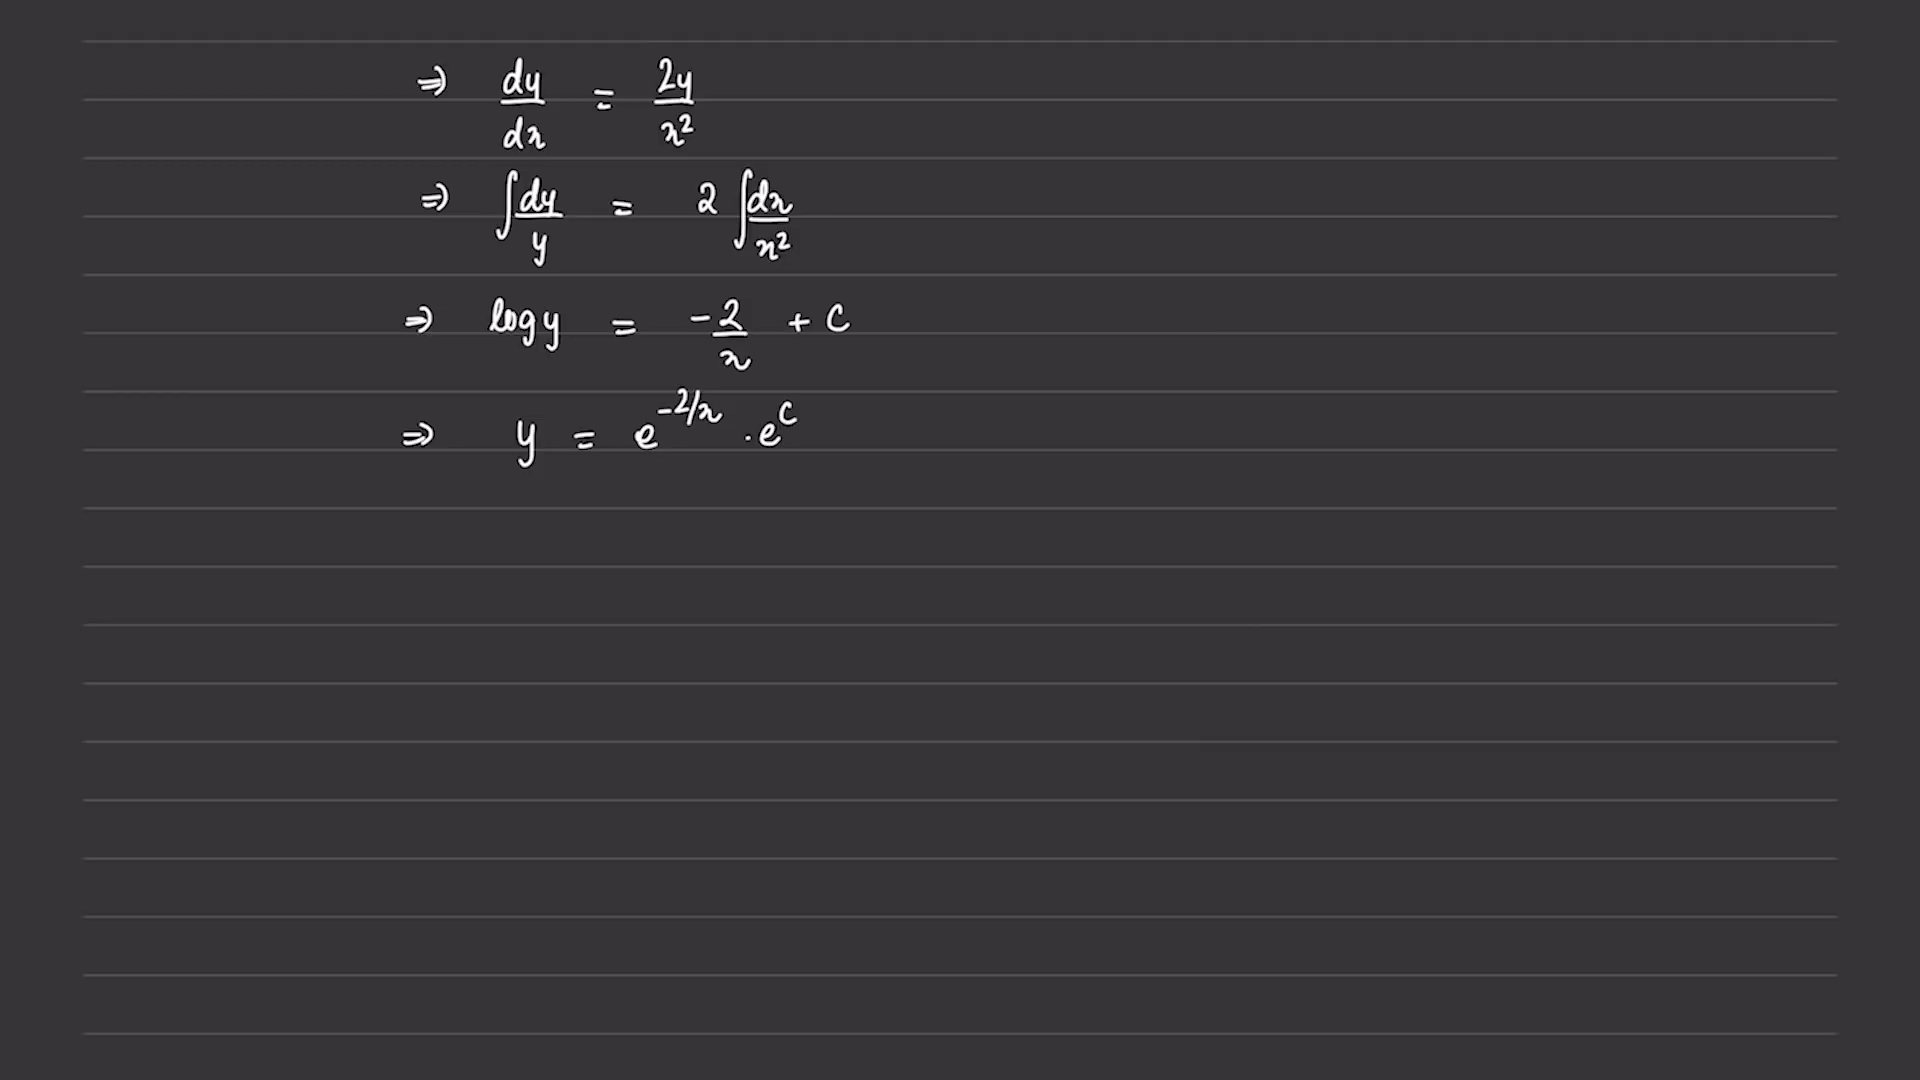 ⇒ dy/dx = 2y/x²
⇒ ∫ dy/y = 2 ∫ dx/x²
⇒ log y = -2/x + C
⇒ y = e^(-2/x) · e^C